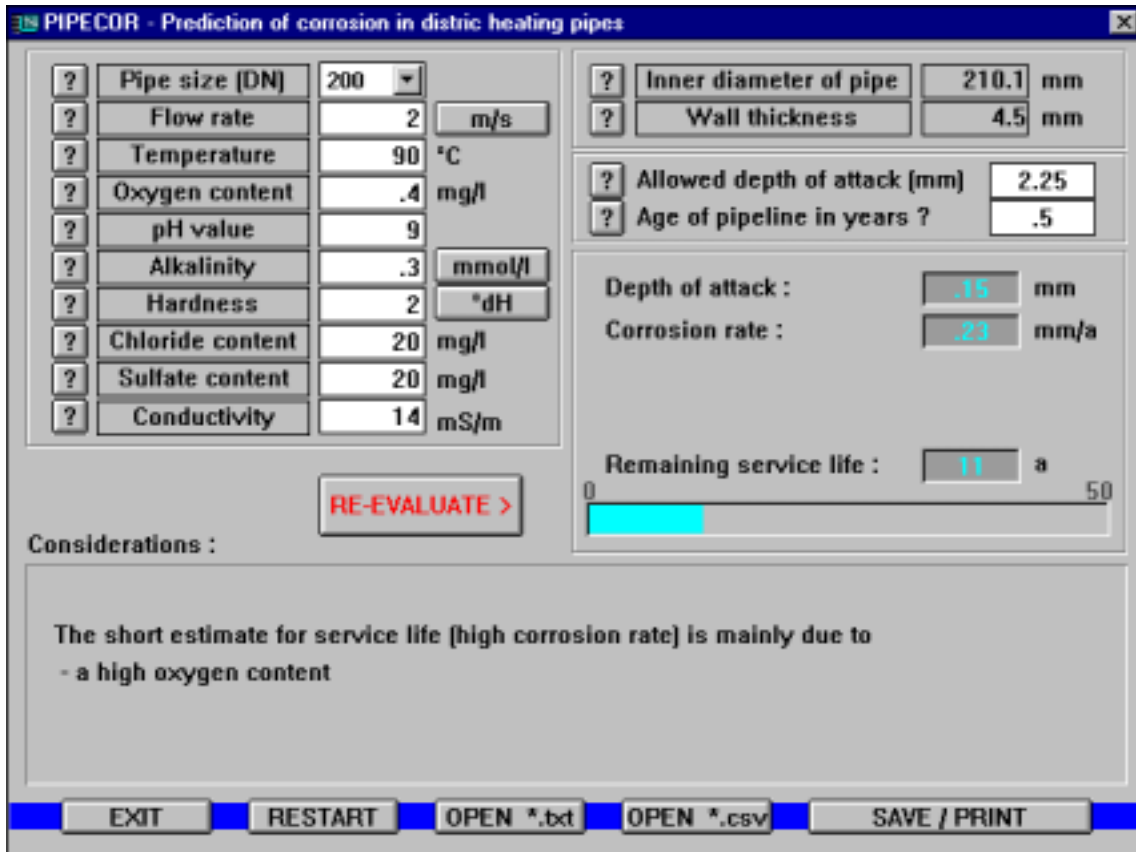 PIPECOR - Prediction of corrosion in distric heating pipes
? Pipe size (DN) 200
? Flow rate 2 m/s
? Temperature 90 °C
? Oxygen content .4 mg/l
? pH value 9
? Alkalinity .3 mmol/l
? Hardness 2 °dH
? Chloride content 20 mg/l
? Sulfate content 20 mg/l
? Conductivity 14 mS/m
RE-EVALUATE >
? Inner diameter of pipe 210.1 mm
? Wall thickness 4.5 mm
? Allowed depth of attack (mm) 2.25
? Age of pipeline in years ? .5
Depth of attack : .15 mm
Corrosion rate : .23 mm/a
Remaining service life : 11 a
0 50
Considerations :
The short estimate for service life (high corrosion rate) is mainly due to
- a high oxygen content
EXIT RESTART OPEN *.txt OPEN *.csv SAVE / PRINT